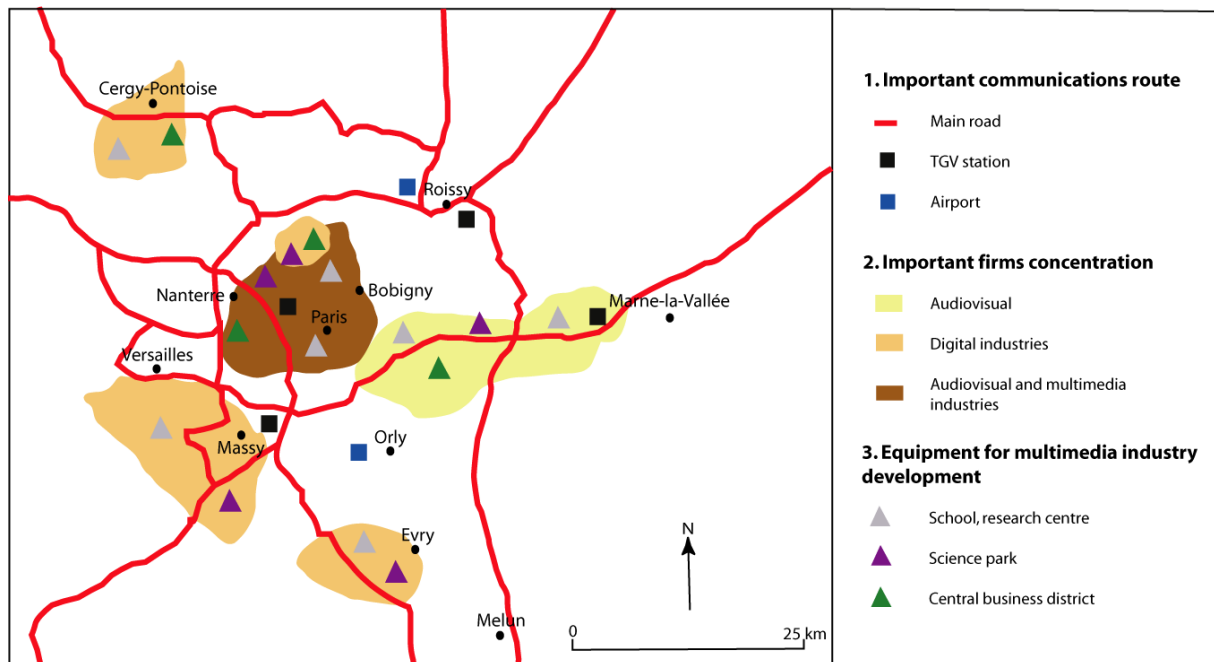 Cergy-Pontoise
Roissy
Nanterre
Bobigny
Marne-la-Vallée
Paris
Versailles
Massy
Orly
Evry
Melun
N
0
25 km
1. Important communications route
Main road
TGV station
Airport
2. Important firms concentration
Audiovisual
Digital industries
Audiovisual and multimedia
industries
3. Equipment for multimedia industry
development
School, research centre
Science park
Central business district